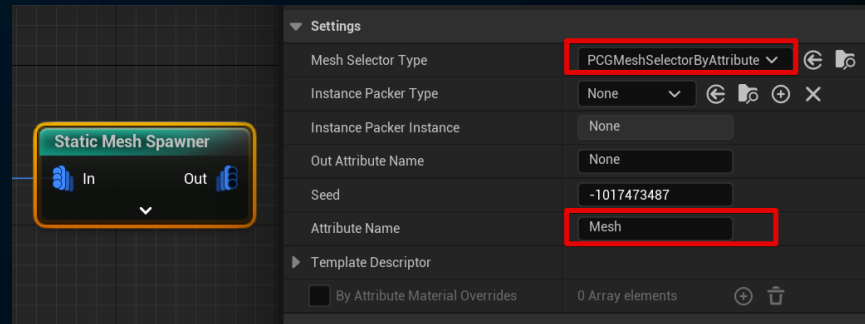 Settings
Mesh Selector Type PCGMeshSelectorByAttribute
Instance Packer Type None
Instance Packer Instance None
Static Mesh Spawner
In Out
Out Attribute Name None
Seed -1017473487
Attribute Name Mesh
Template Descriptor
By Attribute Material Overrides 0 Array elements